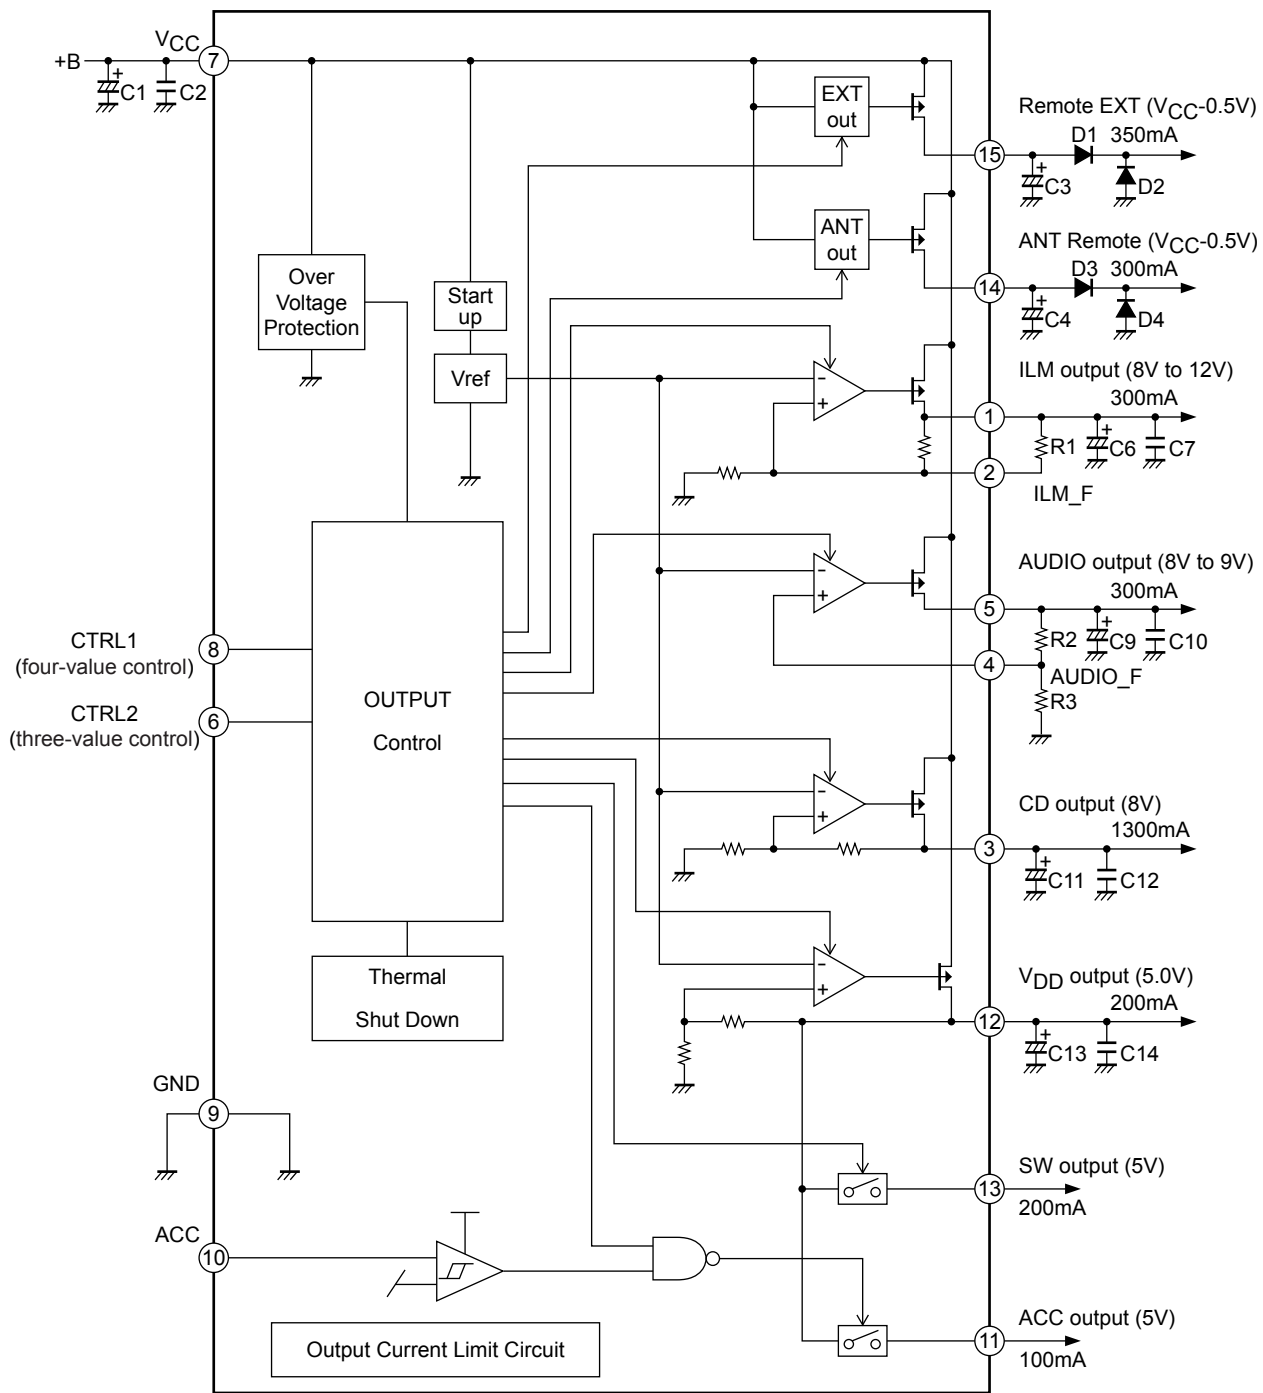 VCC
+B
7
+
C1
C2
EXT
out
Remote EXT (VCC-0.5V)
D1
350mA
15
+
C3
D2
ANT
out
ANT Remote (VCC-0.5V)
D3
300mA
14
+
C4
D4
Over
Voltage
Protection
Start
up
Vref
ILM output (8V to 12V)
300mA
-
+
1
R1
+
C6
C7
2
ILM_F
AUDIO output (8V to 9V)
300mA
-
+
5
R2
+
C9
C10
4
AUDIO_F
R3
CTRL1
(four-value control)
8
CTRL2
(three-value control)
6
OUTPUT
Control
CD output (8V)
1300mA
-
+
3
+
C11
C12
Thermal
Shut Down
VDD output (5.0V)
200mA
-
+
12
+
C13
C14
GND
9
SW output (5V)
13
200mA
ACC
10
ACC output (5V)
11
100mA
Output Current Limit Circuit